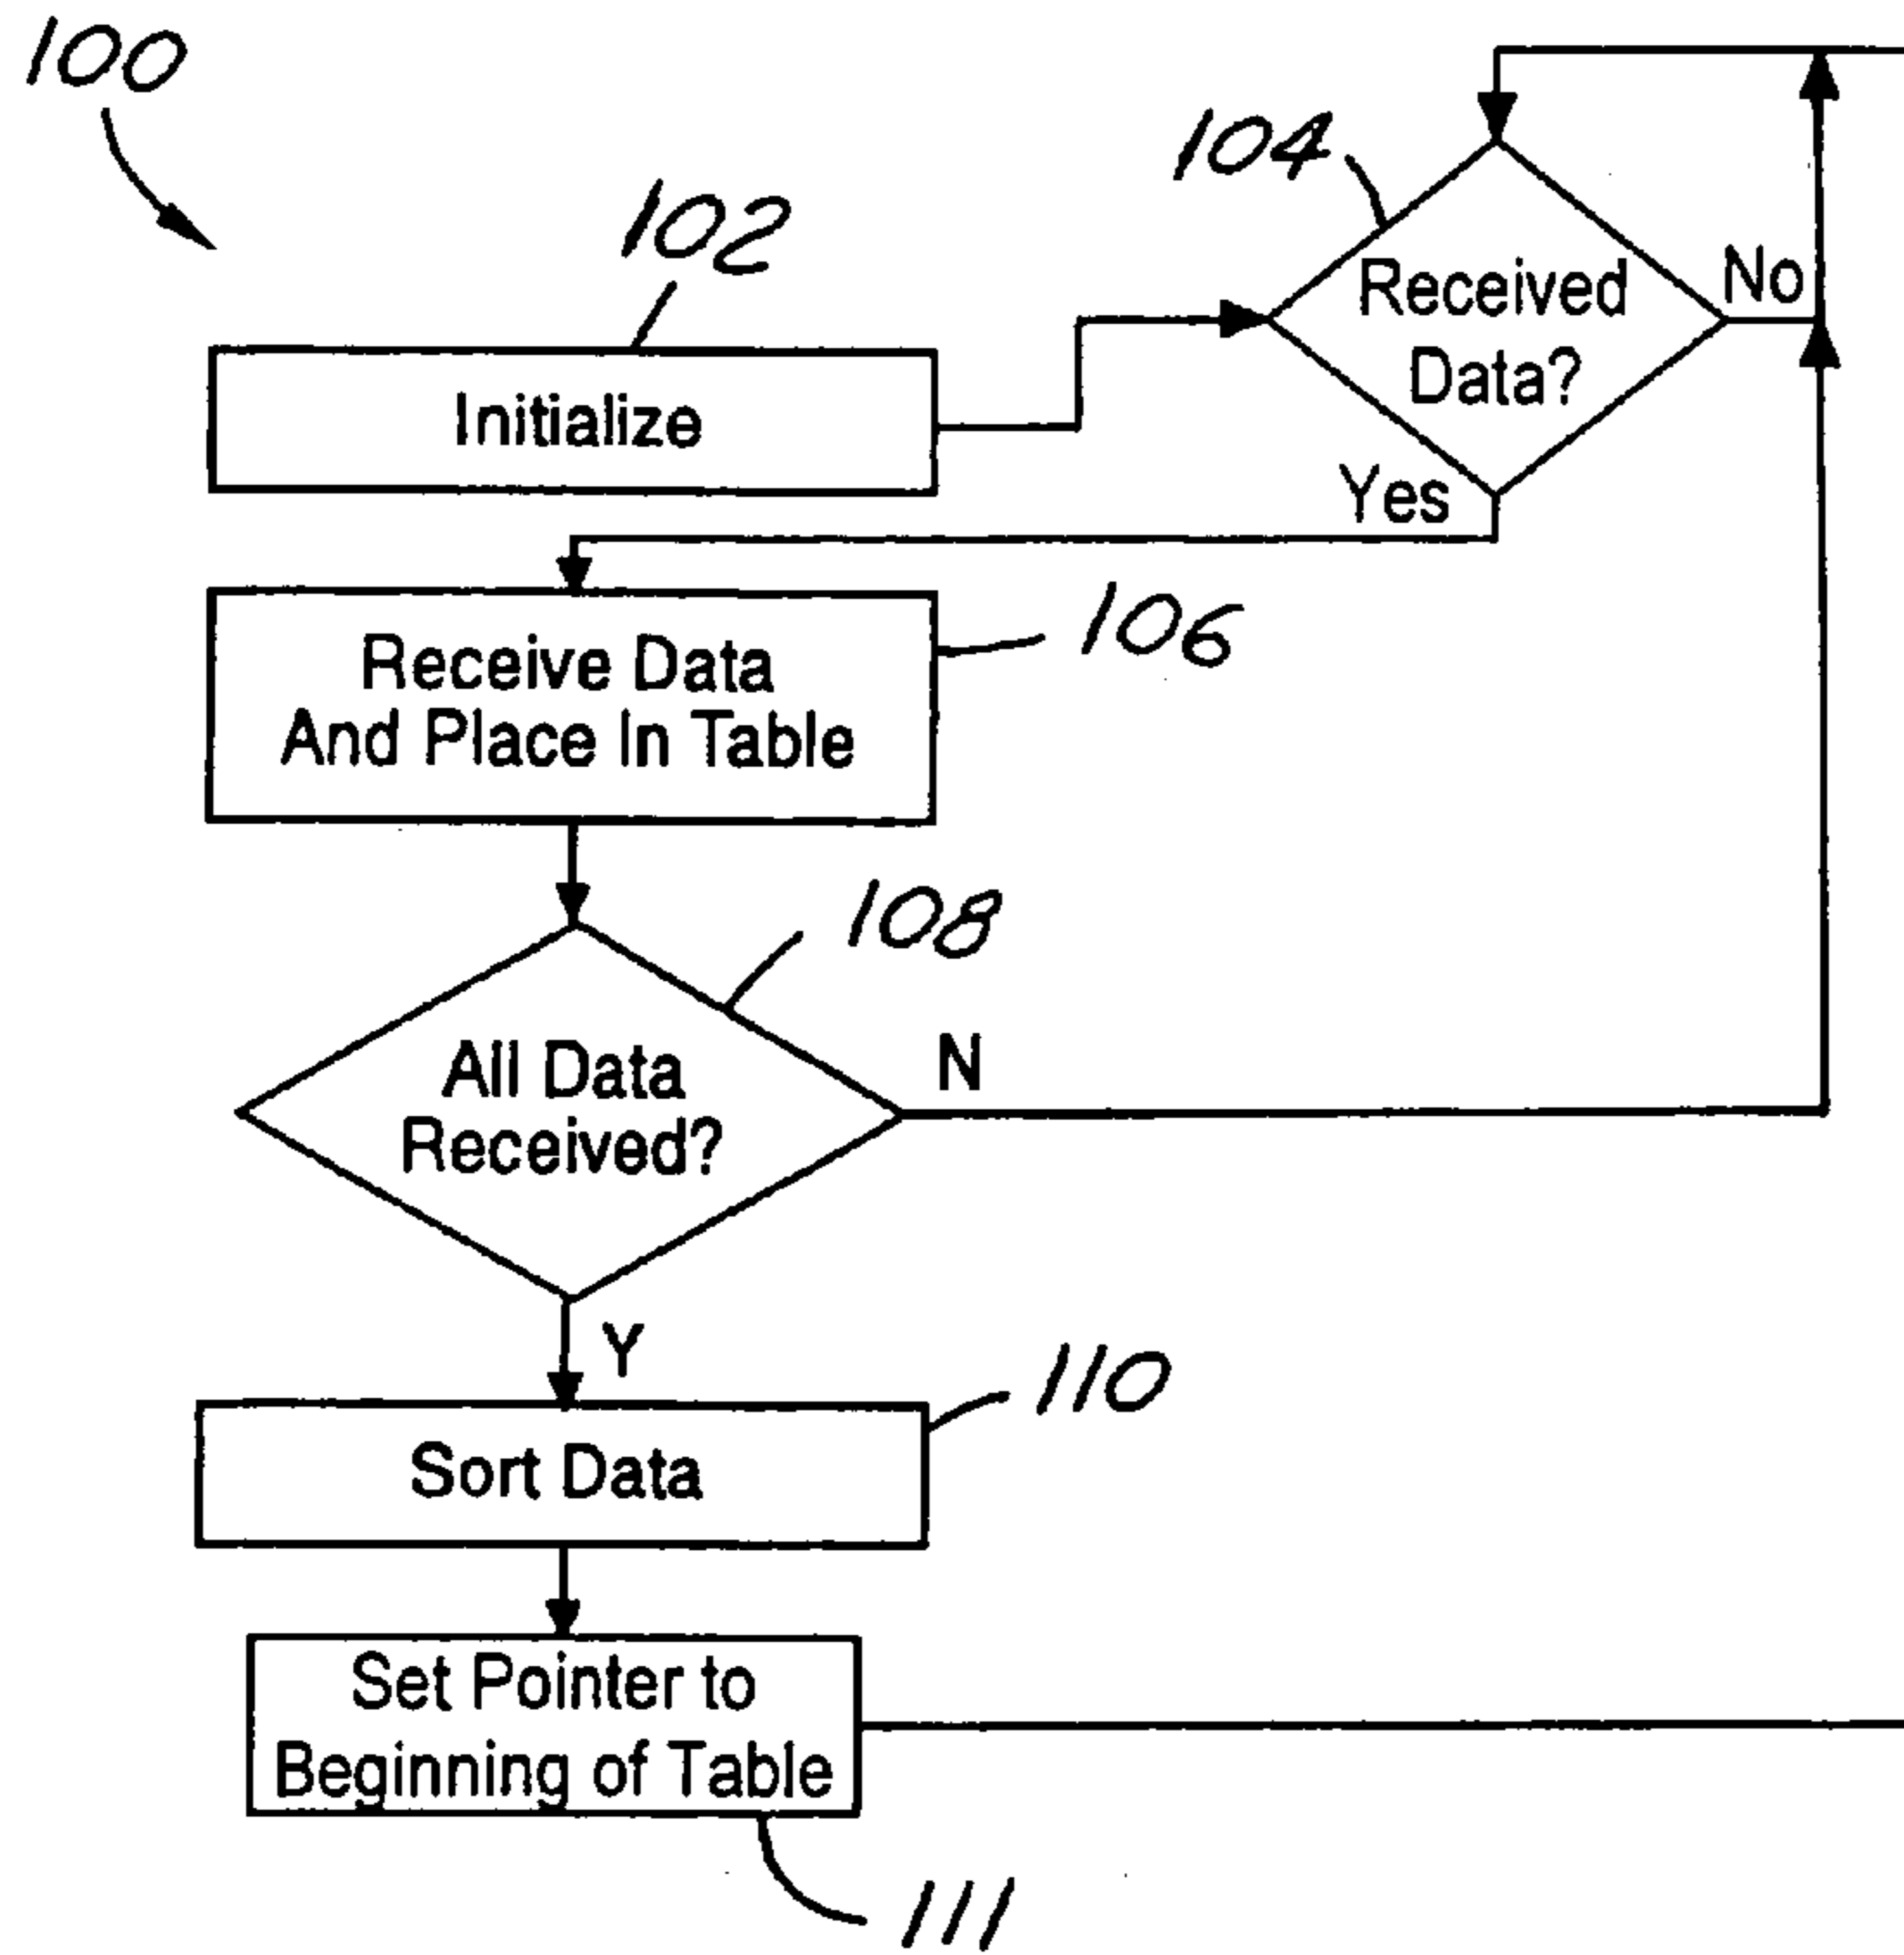 100
104
102
Received
Data?
No
Initialize
Yes
106
Receive Data
And Place In Table
108
All Data
Received?
N
Y
110
Sort Data
Set Pointer to
Beginning of Table
111